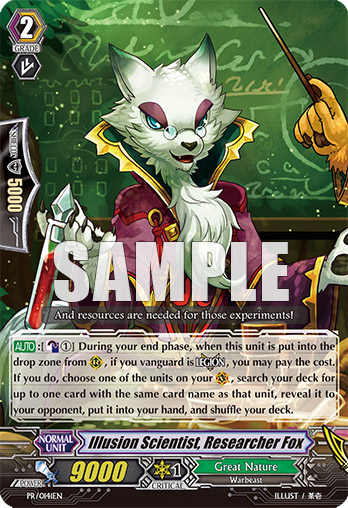 2
GRADE
SHIELD
5000
SAMPLE
And resources are needed for those experiments!
AUTO :[ ①] During your end phase, when this unit is put into the
drop zone from , if you vanguard is LEGION, you may pay the cost.
If you do, choose one of the units on your , search your deck for
up to one card with the same card name as that unit, reveal it to
your opponent, put it into your hand, and shuffle your deck.
NORMAL
UNIT
Illusion Scientist, Researcher Fox
POWER
9000
1
CRITICAL
Great Nature
Warbeast
PR/0141EN
ILLUST / 茶壱